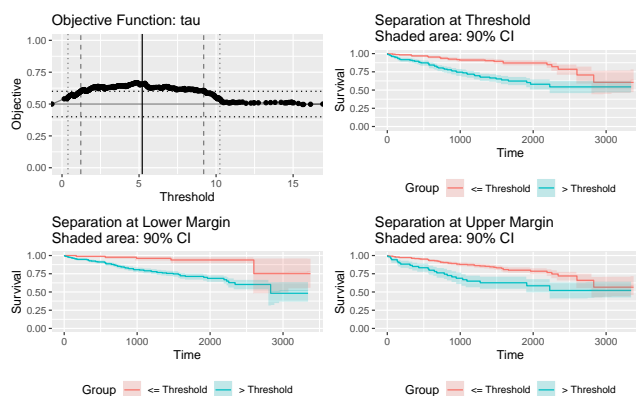 Objective Function: tau
1.00
0.75
0.50
0.25
0.00
Objective
0
5
10
15
Threshold
Separation at Threshold
Shaded area: 90% CI
1.00
0.75
0.50
0.25
0.00
Survival
0
1000
2000
3000
Time
Group
<= Threshold
> Threshold
Separation at Lower Margin
Shaded area: 90% CI
1.00
0.75
0.50
0.25
0.00
Survival
0
1000
2000
3000
Time
Group
<= Threshold
> Threshold
Separation at Upper Margin
Shaded area: 90% CI
1.00
0.75
0.50
0.25
0.00
Survival
0
1000
2000
3000
Time
Group
<= Threshold
> Threshold